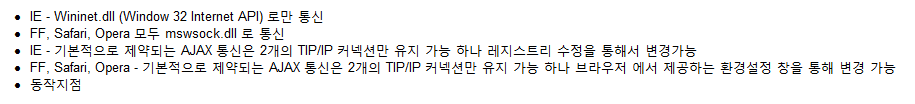 ● IE - Wininet.dll (Window 32 Internet API) 로만 통신
● FF, Safari, Opera 모두 mswsock.dll 로 통신
● IE - 기본적으로 제약되는 AJAX 통신은 2개의 TIP/IP 커넥션만 유지 가능 하나 레지스트리 수정을 통해서 변경가능
● FF, Safari, Opera - 기본적으로 제약되는 AJAX 통신은 2개의 TIP/IP 커넥션만 유지 가능 하나 브라우저 에서 제공하는 환경설정 창을 통해 변경 가능
● 동작지점